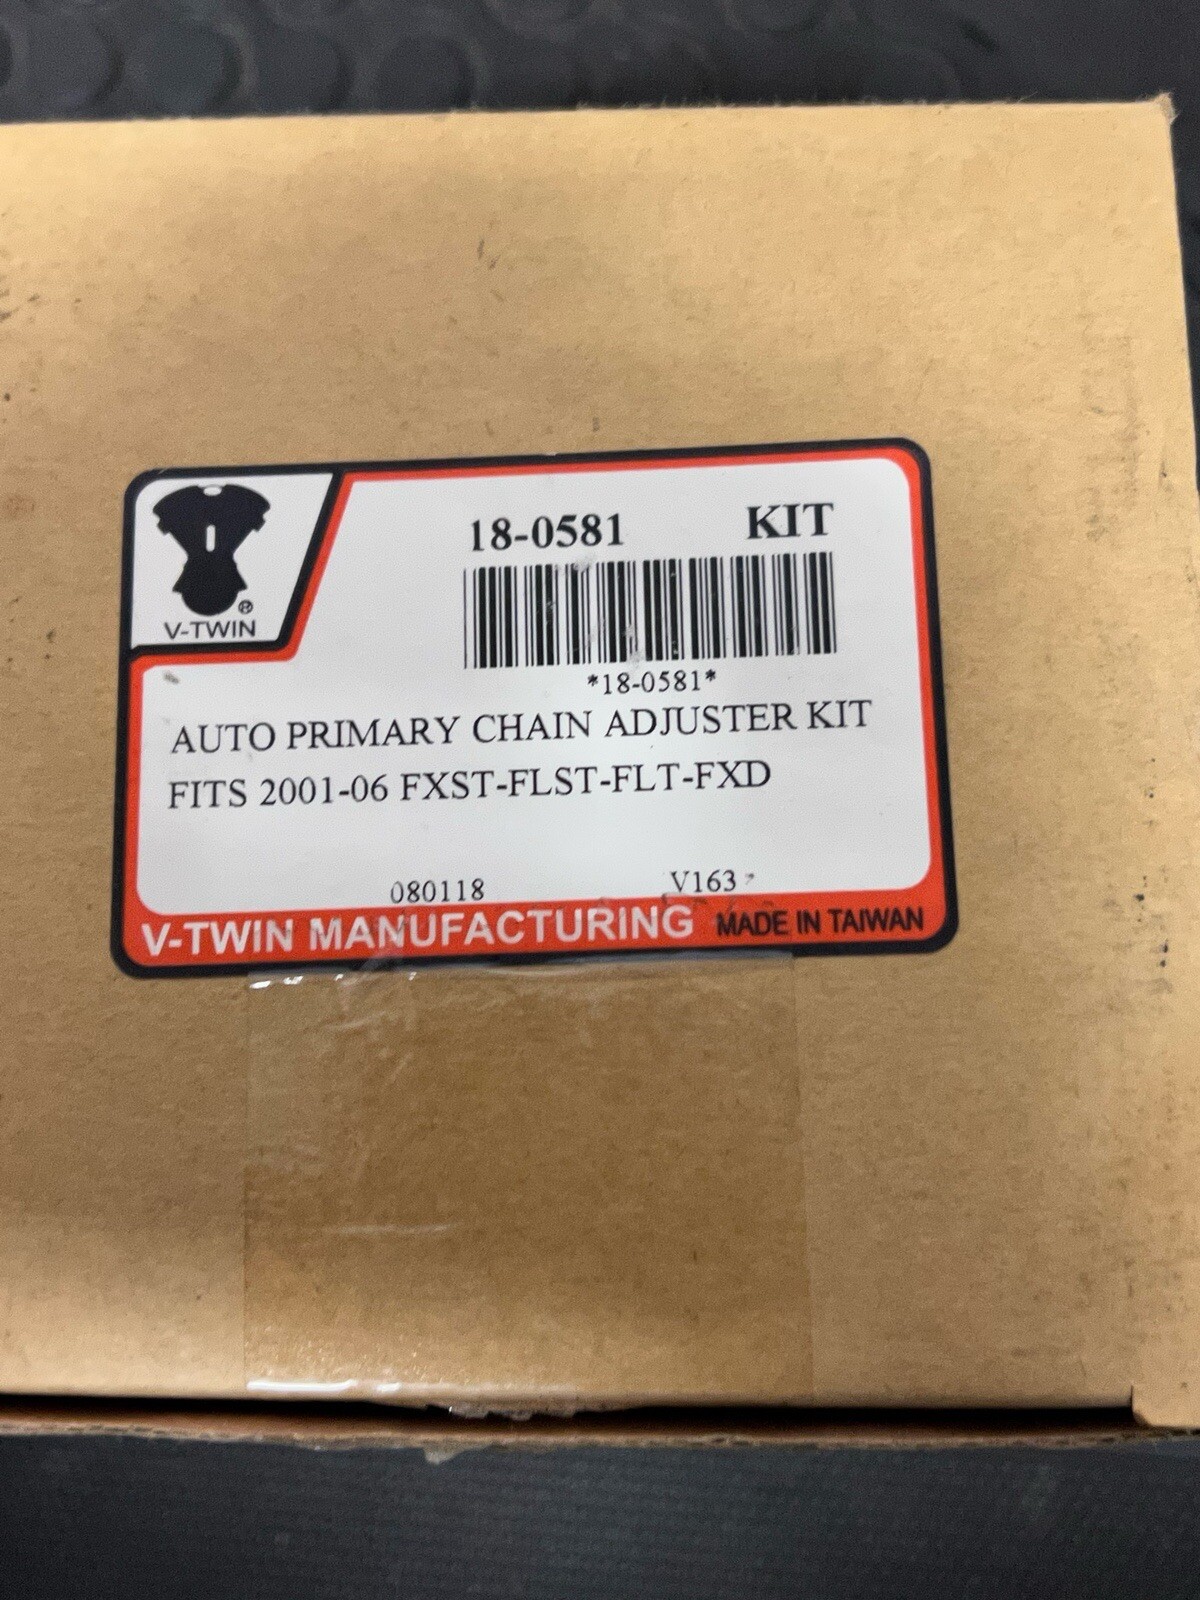 18-0581 KIT
®
V-TWIN
*18-0581*
AUTO PRIMARY CHAIN ADJUSTER KIT
FITS 2001-06 FXST-FLST-FLT-FXD
080118 V163
V-TWIN MANUFACTURING MADE IN TAIWAN